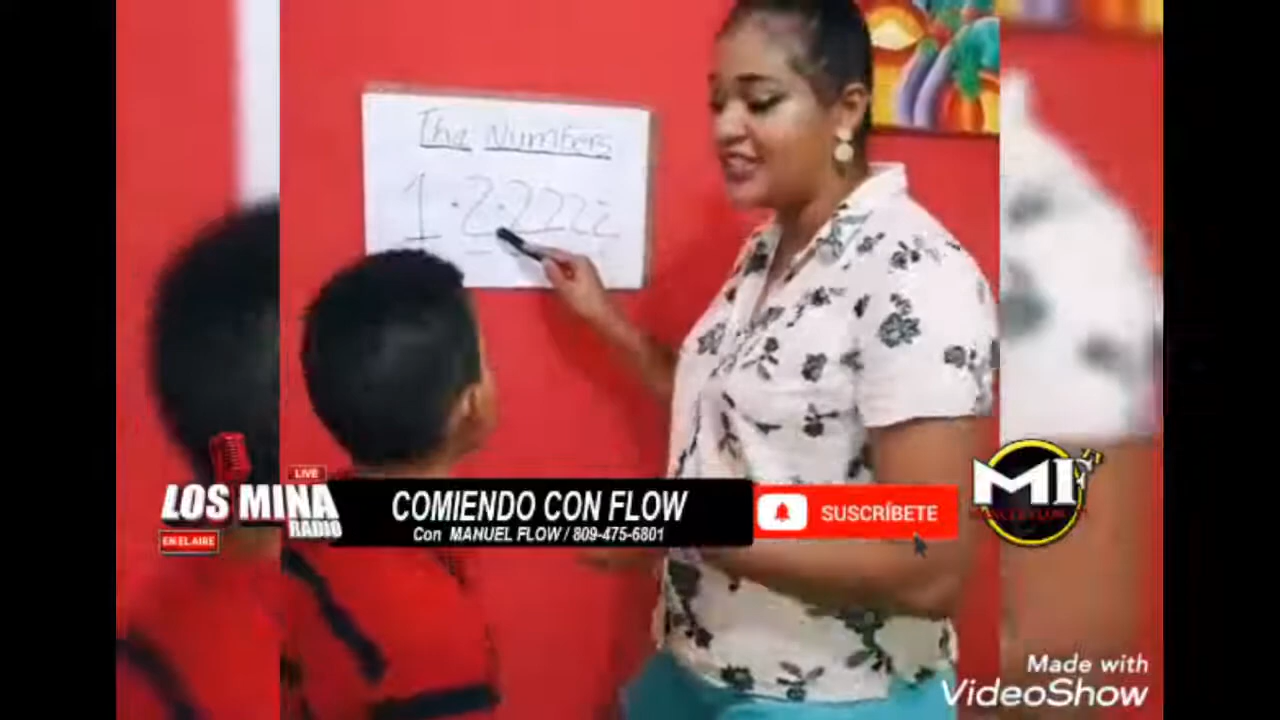 The Numbers
1.2.2222
LIVE
LOS MINA
RADIO
EN EL AIRE
COMIENDO CON FLOW
Con MANUEL FLOW / 809-475-6801
SUSCRÍBETE
MF
Made with
VideoShow